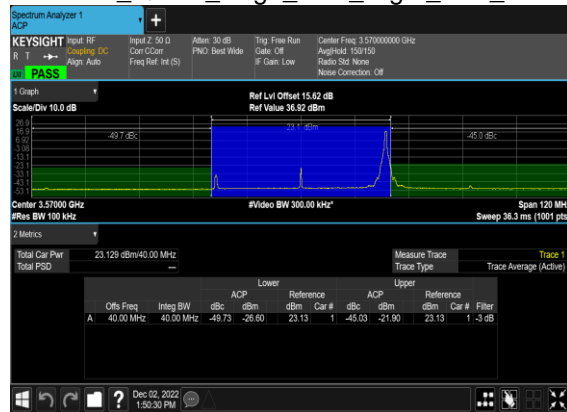 Spectrum Analyzer 1
ACP
+
KEYSIGHT Input: RF Input Z: 50 Ω Atten: 30 dB Trig: Free Run Center Freq: 3.570000000 GHz
R T Coupling: DC Corr CCorr PNO: Best Wide Gate: Off Avg|Hold: 150/150
Align: Auto Freq Ref: Int (S) IF Gain: Low Radio Std: None
PASS Noise Correction: Off
1 Graph
Ref Lvl Offset 15.62 dB
Scale/Div 10.0 dB Ref Value 36.92 dBm
26.9
16.9
6.92
-3.08
-13.1
-23.1
-33.1
-43.1
-53.1
-49.7 dBc 23.1 dBm -45.0 dBc
Center 3.57000 GHz #Video BW 300.00 kHz* Span 120 MH
#Res BW 100 kHz Sweep 36.3 ms (1001 pts
2 Metrics
Total Car Pwr 23.129 dBm/40.00 MHz Measure Trace Trace 1
Total PSD --- Trace Type Trace Average (Active)
Lower Upper
ACP Reference ACP Reference
Offs Freq Integ BW dBc dBm dBm Car # dBc dBm dBm Car # Filter
A 40.00 MHz 40.00 MHz -49.73 -26.60 23.13 1 -45.03 -21.90 23.13 1 -3 dB
? Dec 02, 2022
1:50:30 PM